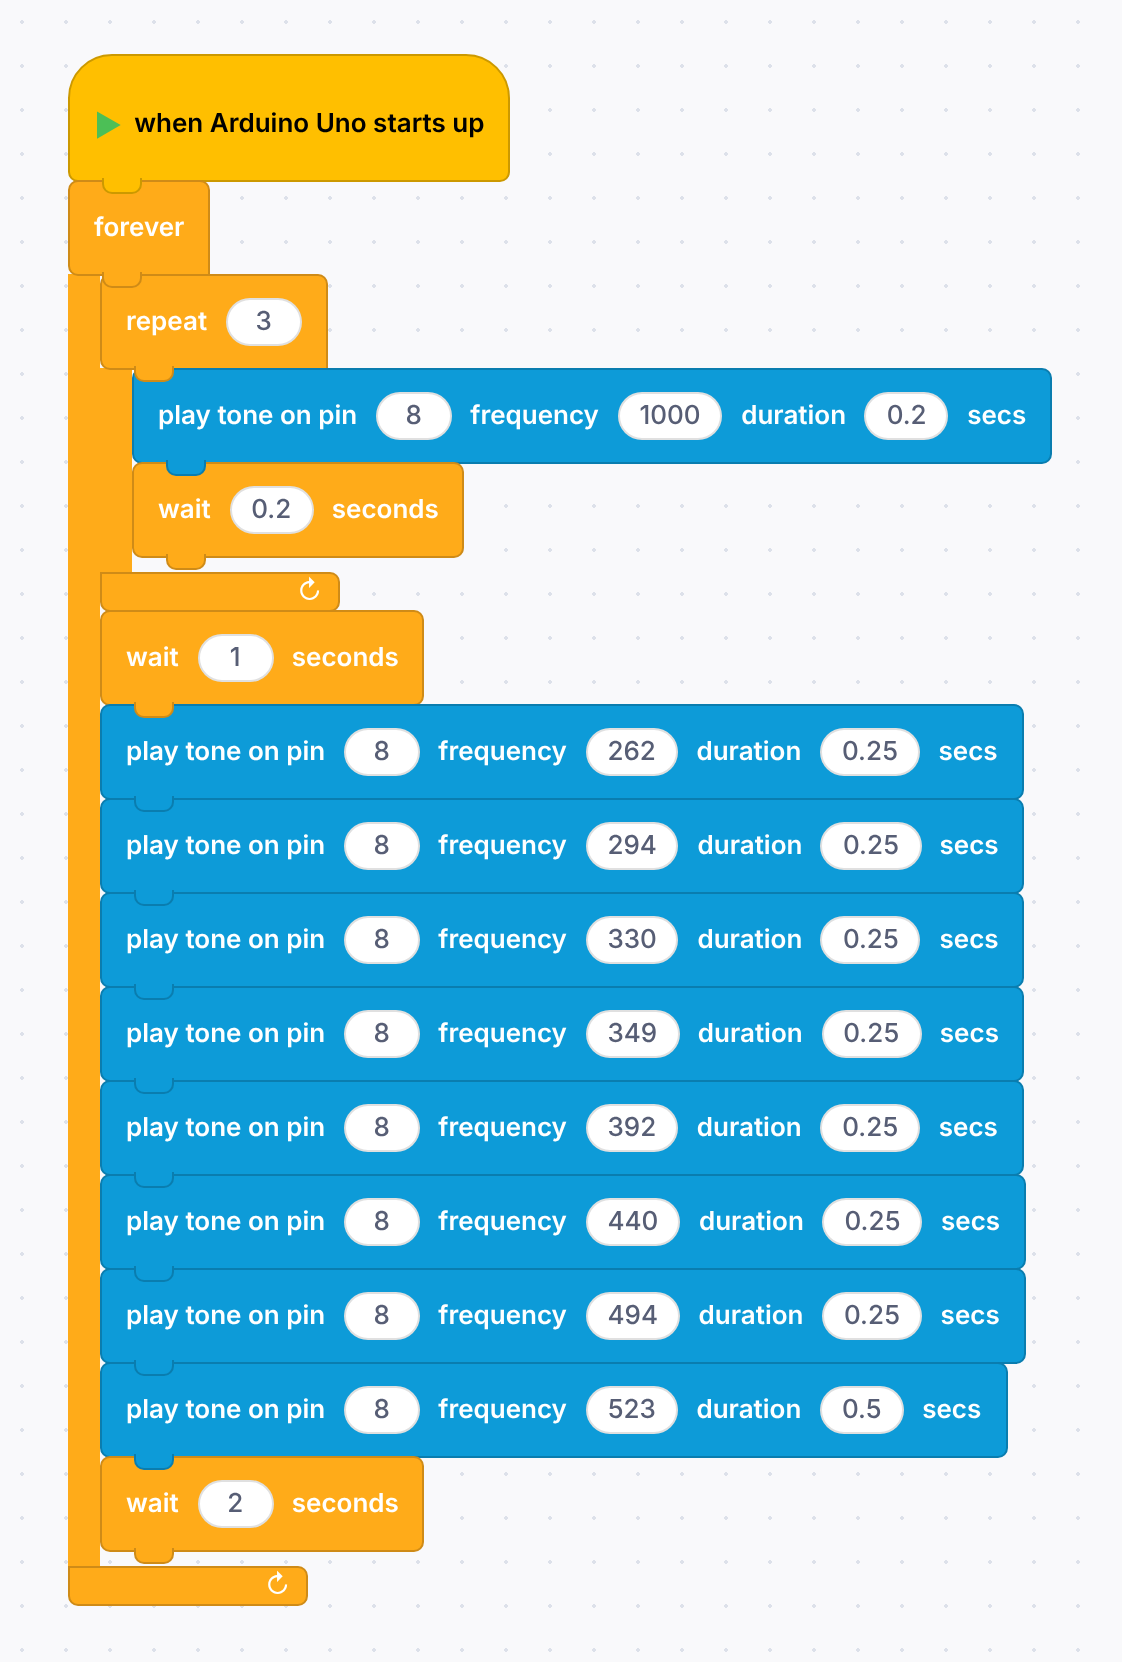 when Arduino Uno starts up
forever
repeat 3
play tone on pin 8 frequency 1000 duration 0.2 secs
wait 0.2 seconds
wait 1 seconds
play tone on pin 8 frequency 262 duration 0.25 secs
play tone on pin 8 frequency 294 duration 0.25 secs
play tone on pin 8 frequency 330 duration 0.25 secs
play tone on pin 8 frequency 349 duration 0.25 secs
play tone on pin 8 frequency 392 duration 0.25 secs
play tone on pin 8 frequency 440 duration 0.25 secs
play tone on pin 8 frequency 494 duration 0.25 secs
play tone on pin 8 frequency 523 duration 0.5 secs
wait 2 seconds